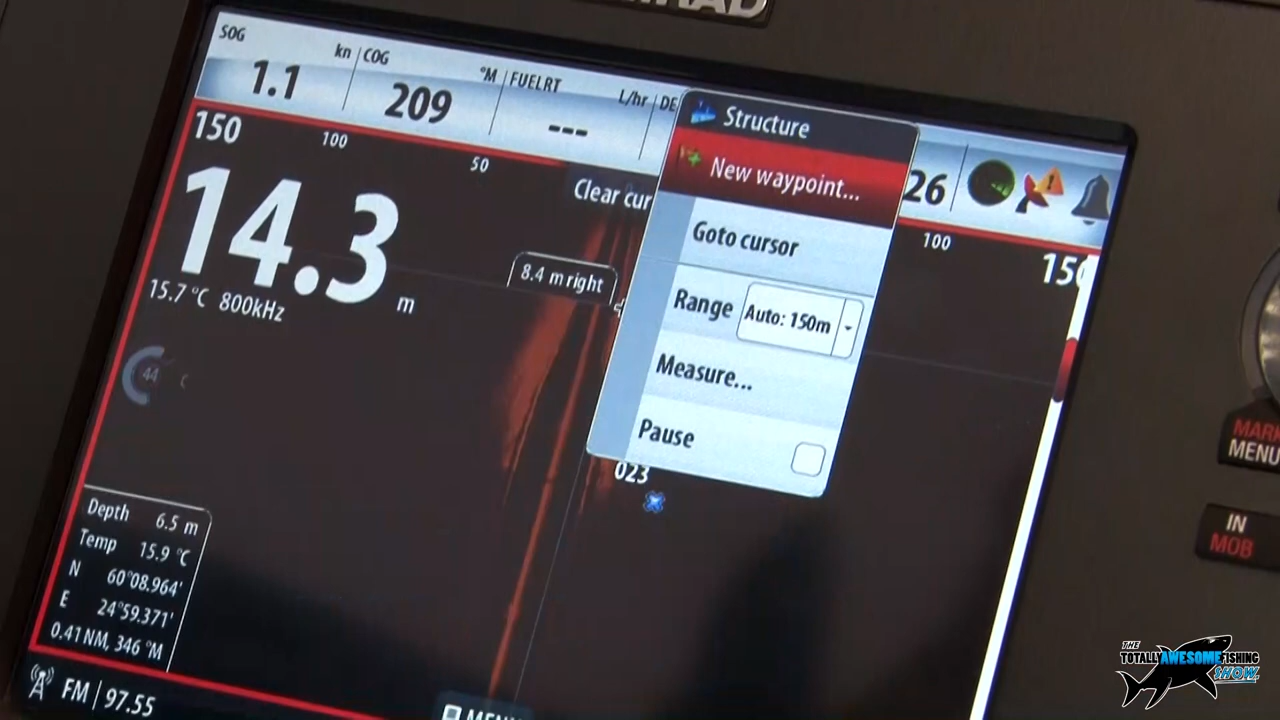 SOG
kn
COG
°M
FUELRT
L/hr
DE
1.1
209
---
26
150
100
50
100
14.3 m
15.7 °C 800kHz
44
Clear cur
8.4 m right
Structure
New waypoint...
Goto cursor
Range Auto: 150m
Measure...
Pause
023
Depth 6.5 m
Temp 15.9 °C
N 60°08.964'
E 24°59.371'
0.41 NM, 346 °M
FM | 97.55
MARK
MENU
IN
MOB
THE
TOTALLY AWESOME FISHING
SHOW